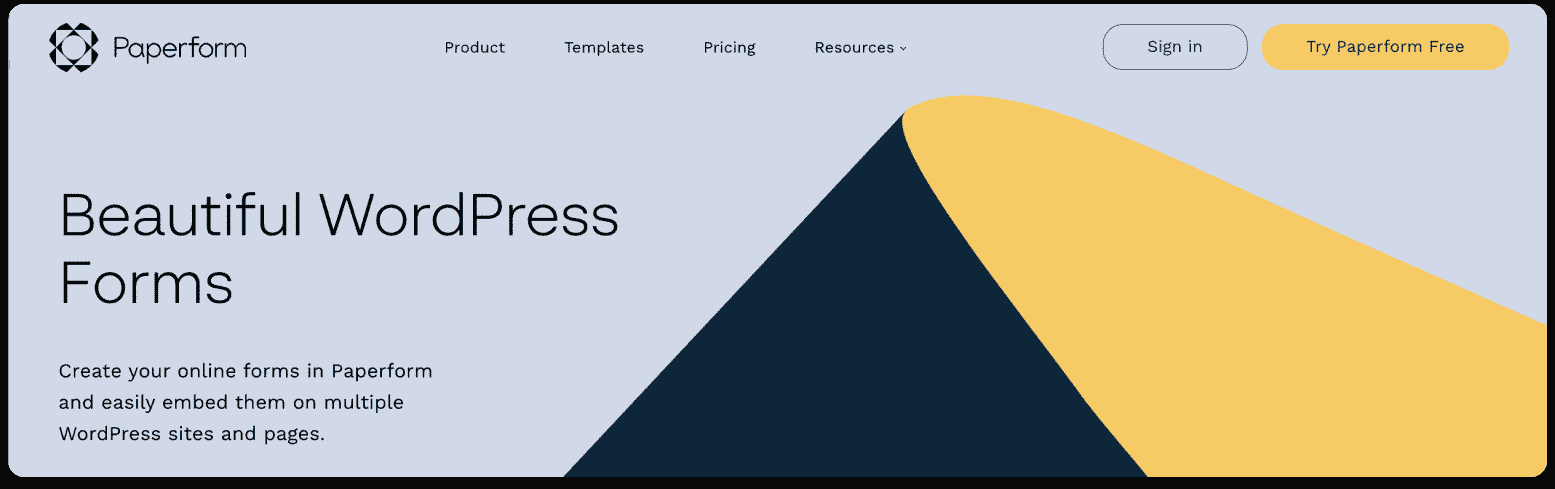 Paperform
Product
Templates
Pricing
Resources
Sign in
Try Paperform Free
Beautiful WordPress
Forms
Create your online forms in Paperform
and easily embed them on multiple
WordPress sites and pages.